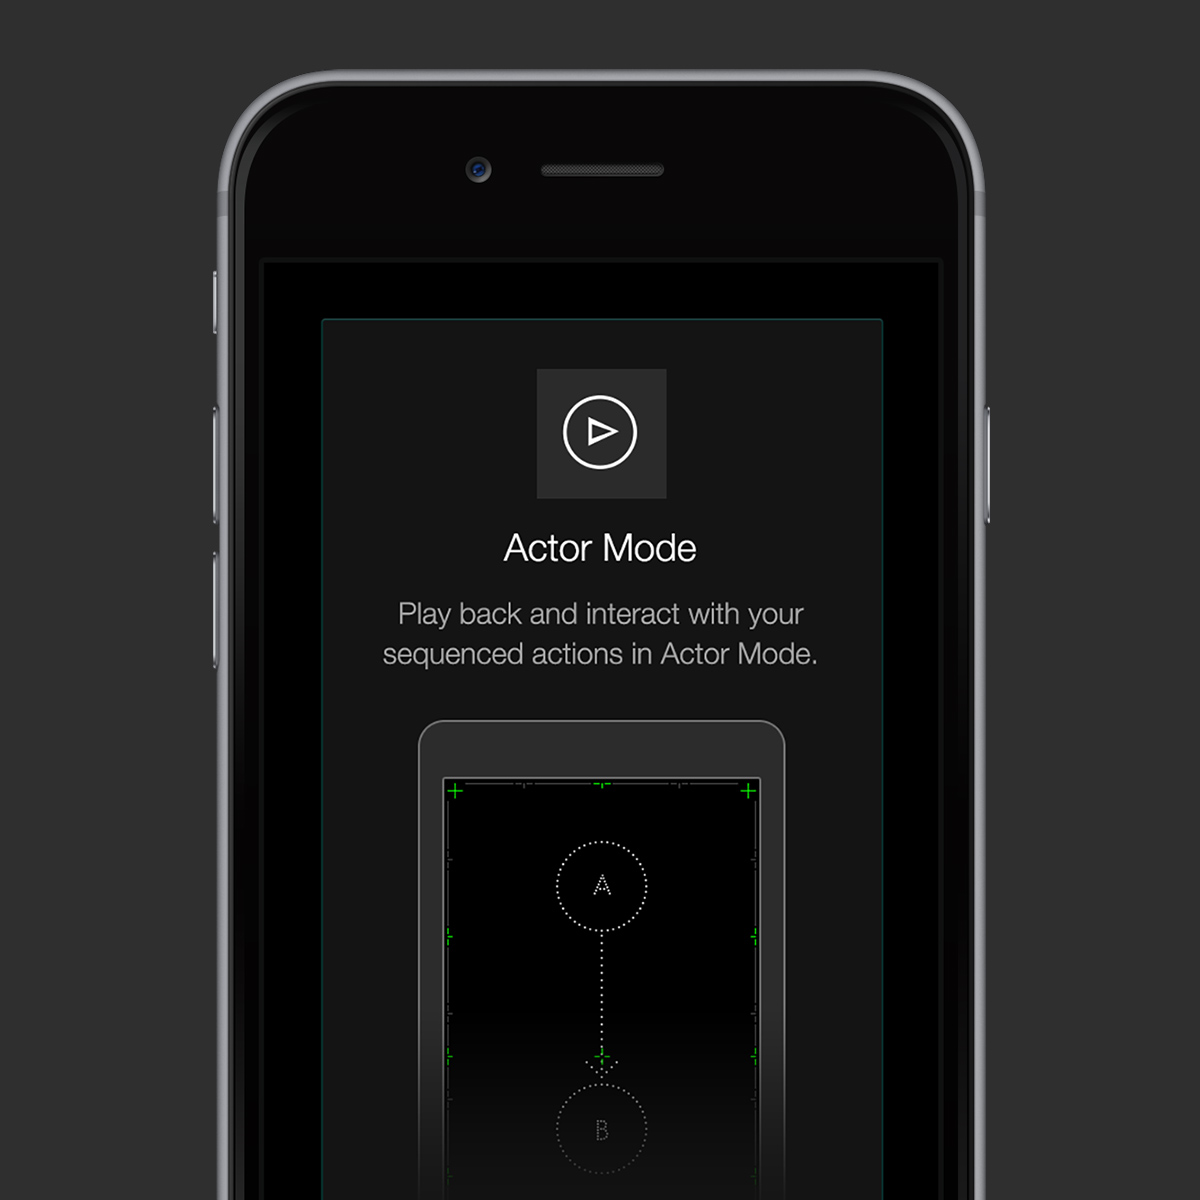 Actor Mode
Play back and interact with your
sequenced actions in Actor Mode.
A
B